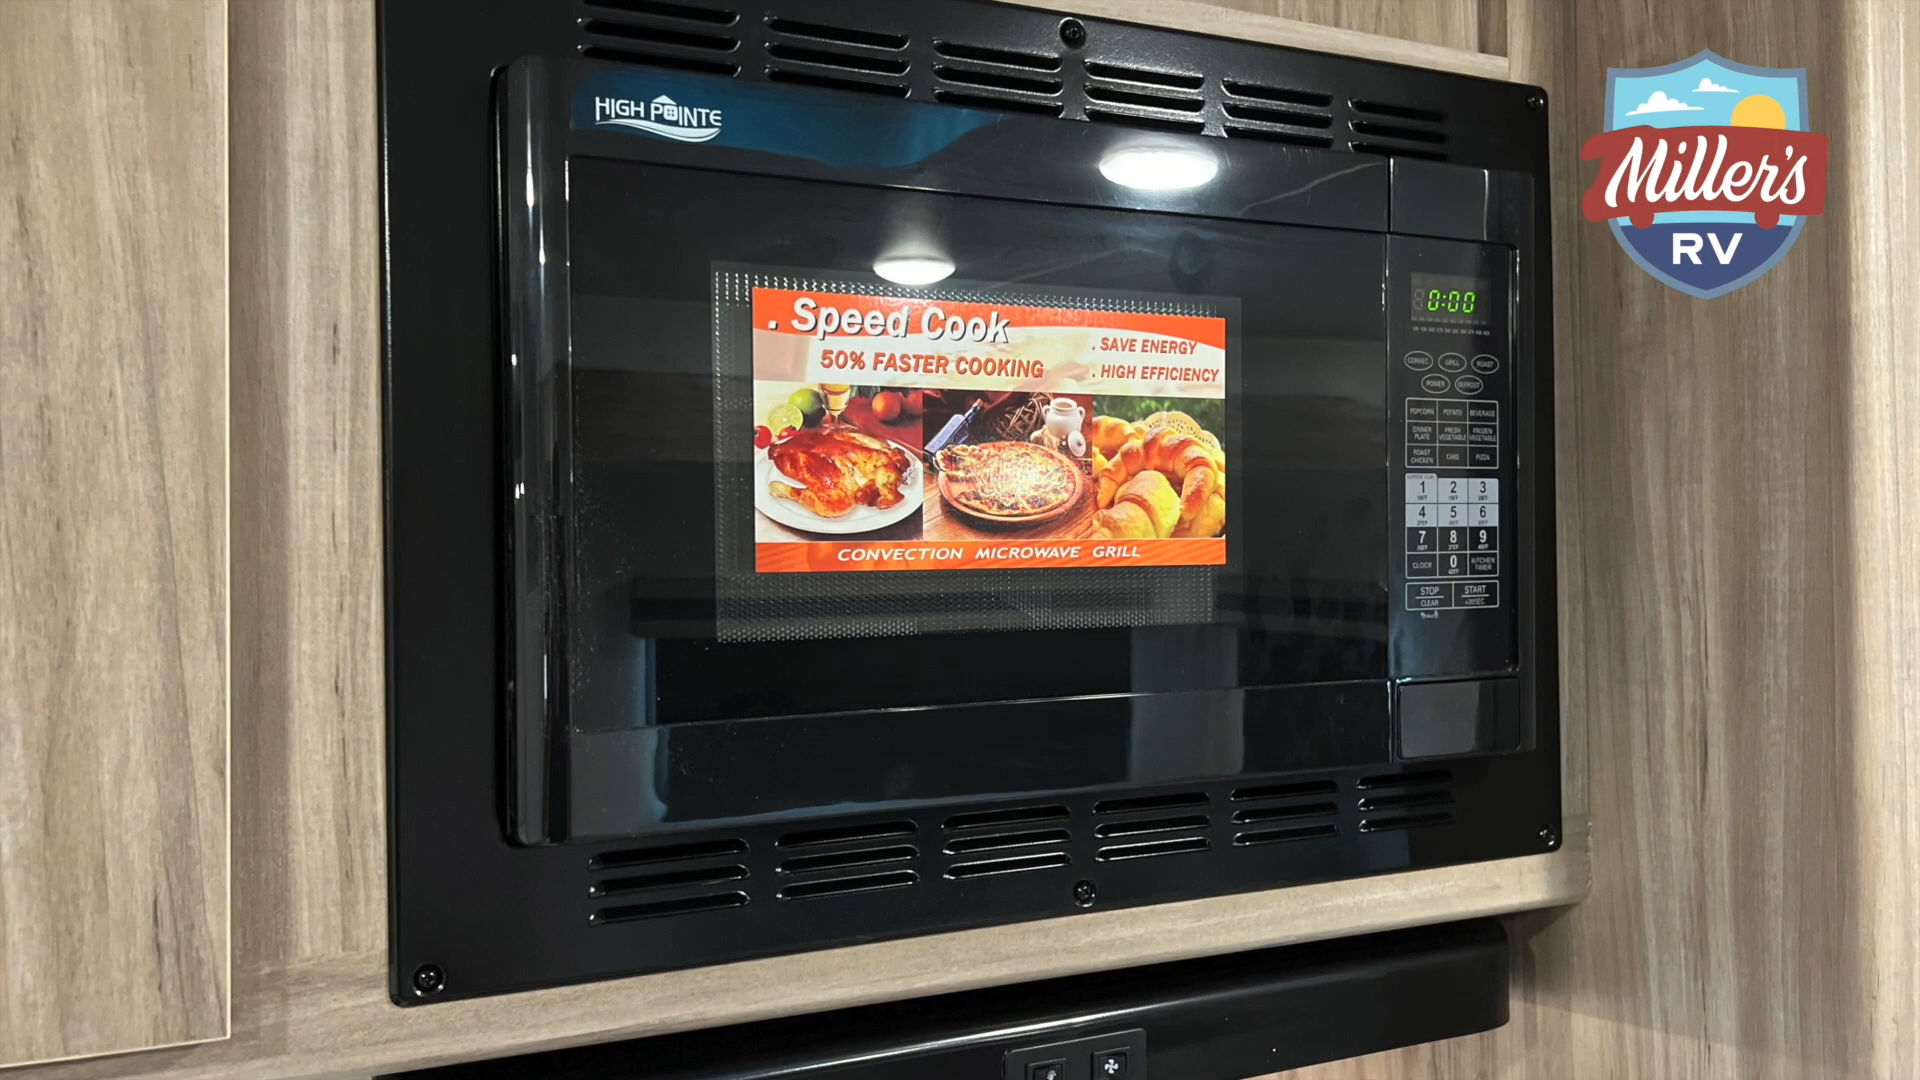 HIGH POINTE
Miller's
RV
. Speed Cook
50% FASTER COOKING
. SAVE ENERGY
. HIGH EFFICIENCY
CONVECTION MICROWAVE GRILL
0:00
CONVEC GRILL ROAST
POWER DEFROST
POPCORN POTATO BEVERAGE
DINNER PLATE FRESH VEGETABLE FROZEN VEGETABLE
ROAST CHICKEN CAKE PIZZA
1 2 3
4 5 6
7 8 9
CLOCK 0 KITCHEN TIMER
STOP START
CLEAR +30SEC.